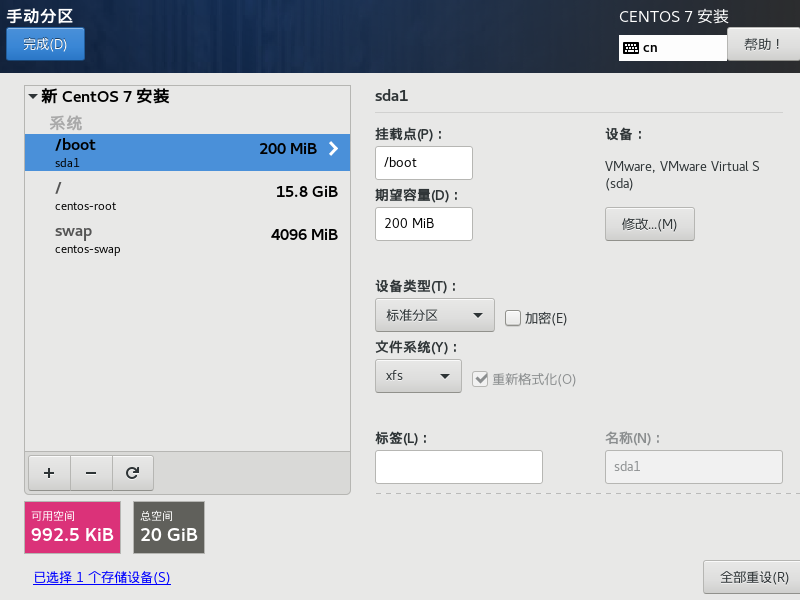 手动分区
CENTOS 7 安装
完成(D)
cn
帮助！
新 CentOS 7 安装
系统
/boot
200 MiB
sda1
/
15.8 GiB
centos-root
swap
4096 MiB
centos-swap
可用空间
992.5 KiB
总空间
20 GiB
已选择 1 个存储设备(S)
sda1
挂载点(P)：
/boot
期望容量(D)：
200 MiB
设备：
VMware, VMware Virtual S
(sda)
修改...(M)
设备类型(T)：
标准分区
加密(E)
文件系统(Y)：
xfs
重新格式化(O)
标签(L)：
名称(N)：
sda1
全部重设(R)